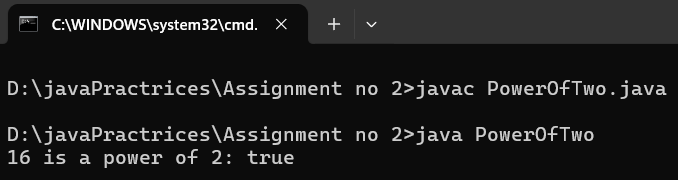 C:\WINDOWS\system32\cmd.
D:\javaPractrices\Assignment no 2>javac PowerOfTwo.java
D:\javaPractrices\Assignment no 2>java PowerOfTwo
16 is a power of 2: true